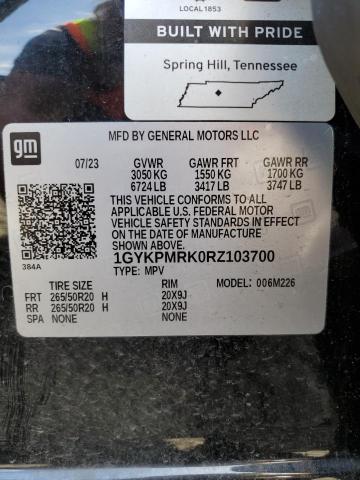 LOCAL 1853
BUILT WITH PRIDE
Spring Hill, Tennessee
gm
MFD BY GENERAL MOTORS LLC
07/23 GVWR GAWR FRT GAWR RR
3050 KG 1550 KG 1700 KG
6724 LB 3417 LB 3747 LB
THIS VEHICLE CONFORMS TO ALL
APPLICABLE U.S. FEDERAL MOTOR
VEHICLE SAFETY STANDARDS IN EFFECT
ON THE DATE OF MANUFACTURE
SHOWN ABOVE.
384A
1GYKPMRK0RZ103700
TYPE: MPV
TIRE SIZE RIM MODEL: 006M226
FRT 265/50R20 H 20X9J
RR 265/50R20 H 20X9J
SPA NONE NONE